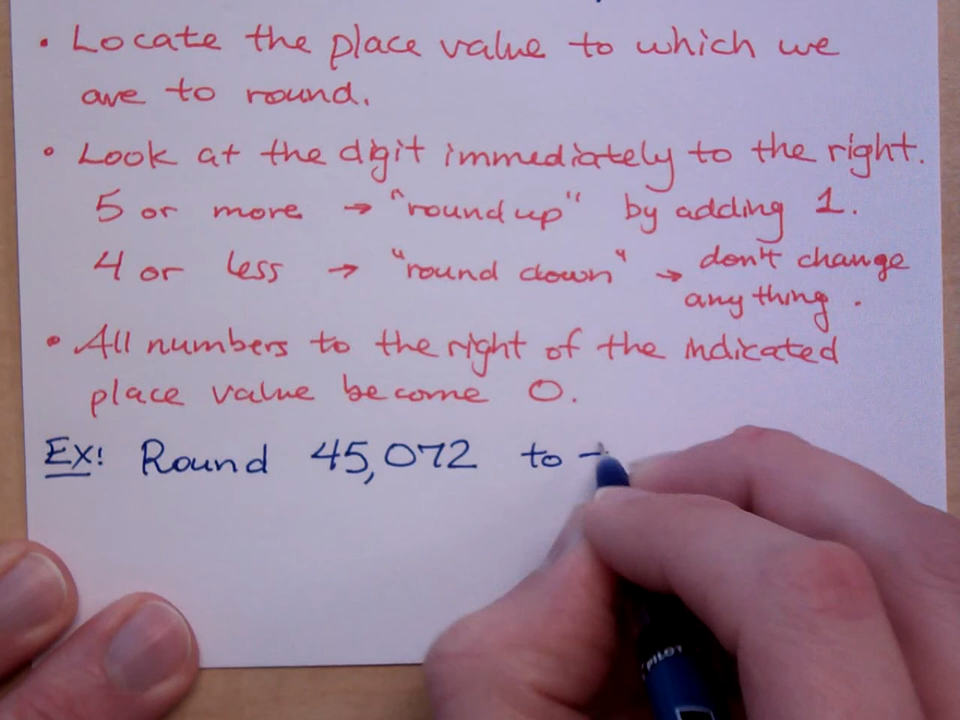 • Locate the place value to which we
are to round.
• Look at the digit immediately to the right.
5 or more → "round up" by adding 1.
4 or less → "round down" → don't change
anything.
• All numbers to the right of the indicated
place value become 0.
Ex: Round 45,072 to
PILOT